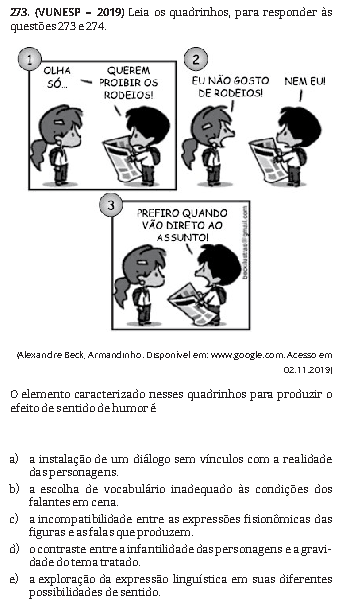 273. (VUNESP – 2019) Leia os quadrinhos, para responder às
questões 273 e 274.
1
OLHA
SÓ...
QUEREM
PROIBIR OS
RODEIOS!
2
EU NÃO GOSTO
DE RODEIOS!
NEM EU!
3
PREFIRO QUANDO
VÃO DIRETO AO
ASSUNTO!
becoilustras@gmail.com
(Alexandre Beck, Armandinho. Disponível em: www.google.com. Acesso em
02.11.2019)
O elemento caracterizado nesses quadrinhos para produzir o
efeito de sentido de humor é
a) a instalação de um diálogo sem vínculos com a realidade
das personagens.
b) a escolha de vocabulário inadequado às condições dos
falantes em cena.
c) a incompatibilidade entre as expressões fisionômicas das
figuras e as falas que produzem.
d) o contraste entre a infantilidade das personagens e a gravi-
dade do tema tratado.
e) a exploração da expressão linguística em suas diferentes
possibilidades de sentido.